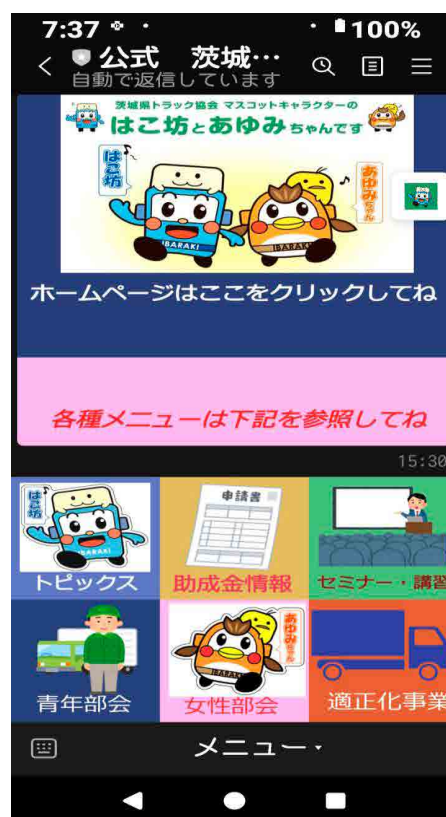 7:37
100%
公式 茨城…
自動で返信しています
茨城県トラック協会 マスコットキャラクターの
はこ坊とあゆみちゃんです
はこ坊
あゆみちゃん
IBARAKI
IBARAKI
ホームページはここをクリックしてね
各種メニューは下記を参照してね
15:30
はこ坊
申請書
トピックス
助成金情報
セミナー・講習
あゆみちゃん
青年部会
女性部会
適正化事業
メニュー